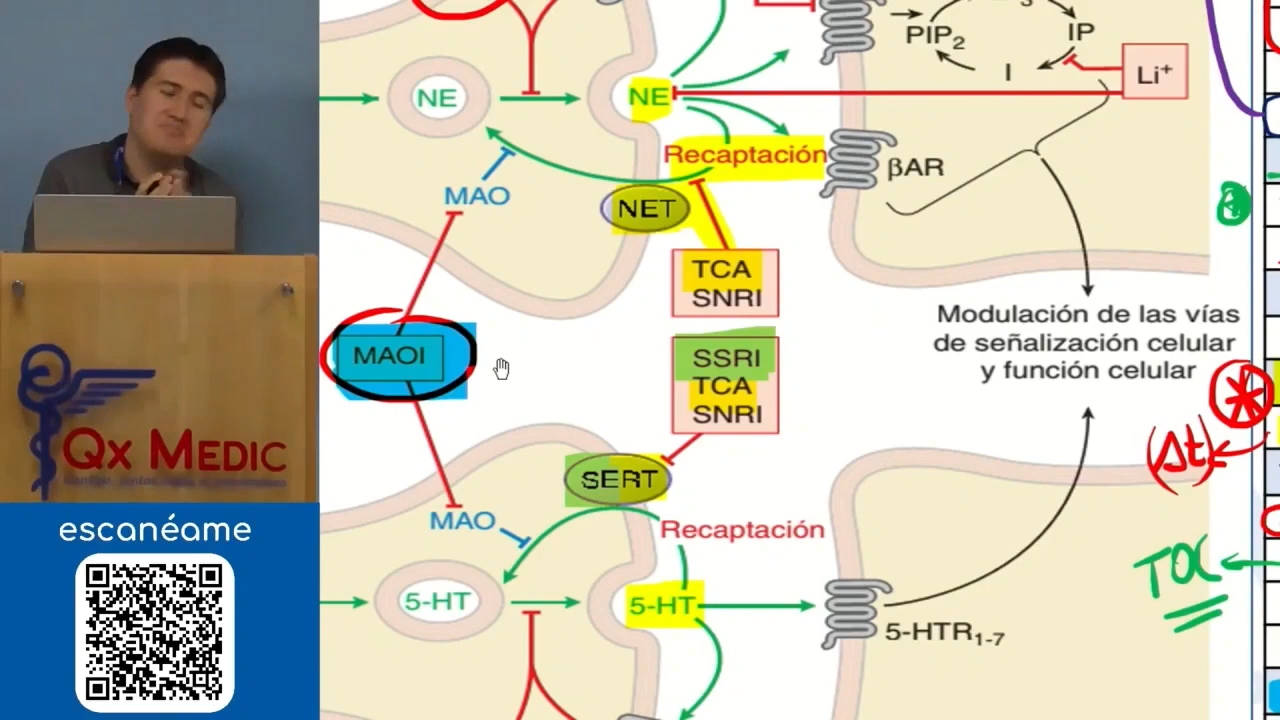 PIP₂
IP
I
Li⁺
NE
NE
Recaptación
βAR
MAO
NET
TCA
SNRI
Modulación de las vías
de señalización celular
y función celular
MAOI
SSRI
TCA
SNRI
(Δt)
SERT
MAO
Recaptación
TOC
5-HT
5-HT
5-HTR₁₋₇
Qx MEDIC
escanéame